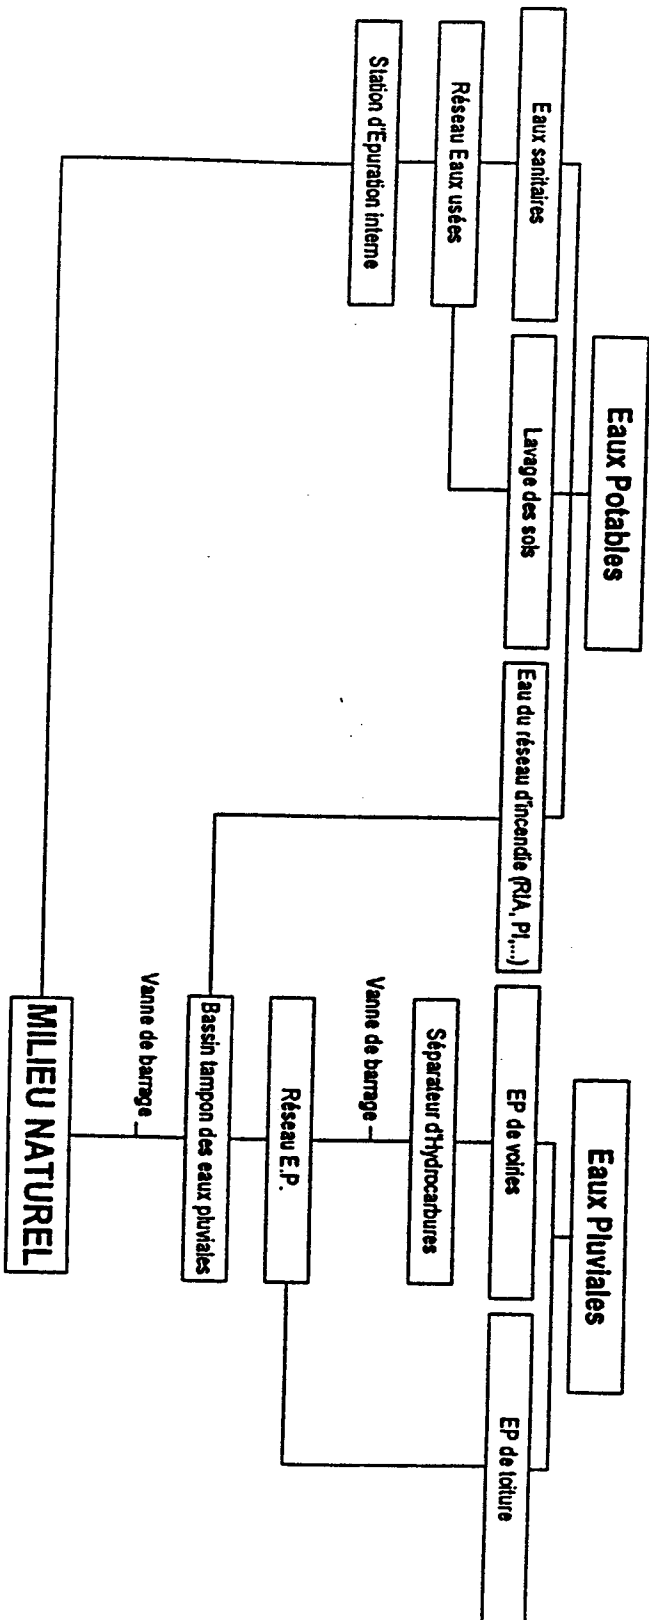 Eaux Potables
Eaux Pluviales
Eaux sanitaires
Lavage des sols
Eau du réseau d'incendie (RIA, PI,...)
EP de voiries
EP de toiture
Réseau Eaux usées
Séparateur d'Hydrocarbures
Station d'Epuration interne
Vanne de barrage
Réseau E.P.
Bassin tampon des eaux pluviales
Vanne de barrage
MILIEU NATUREL